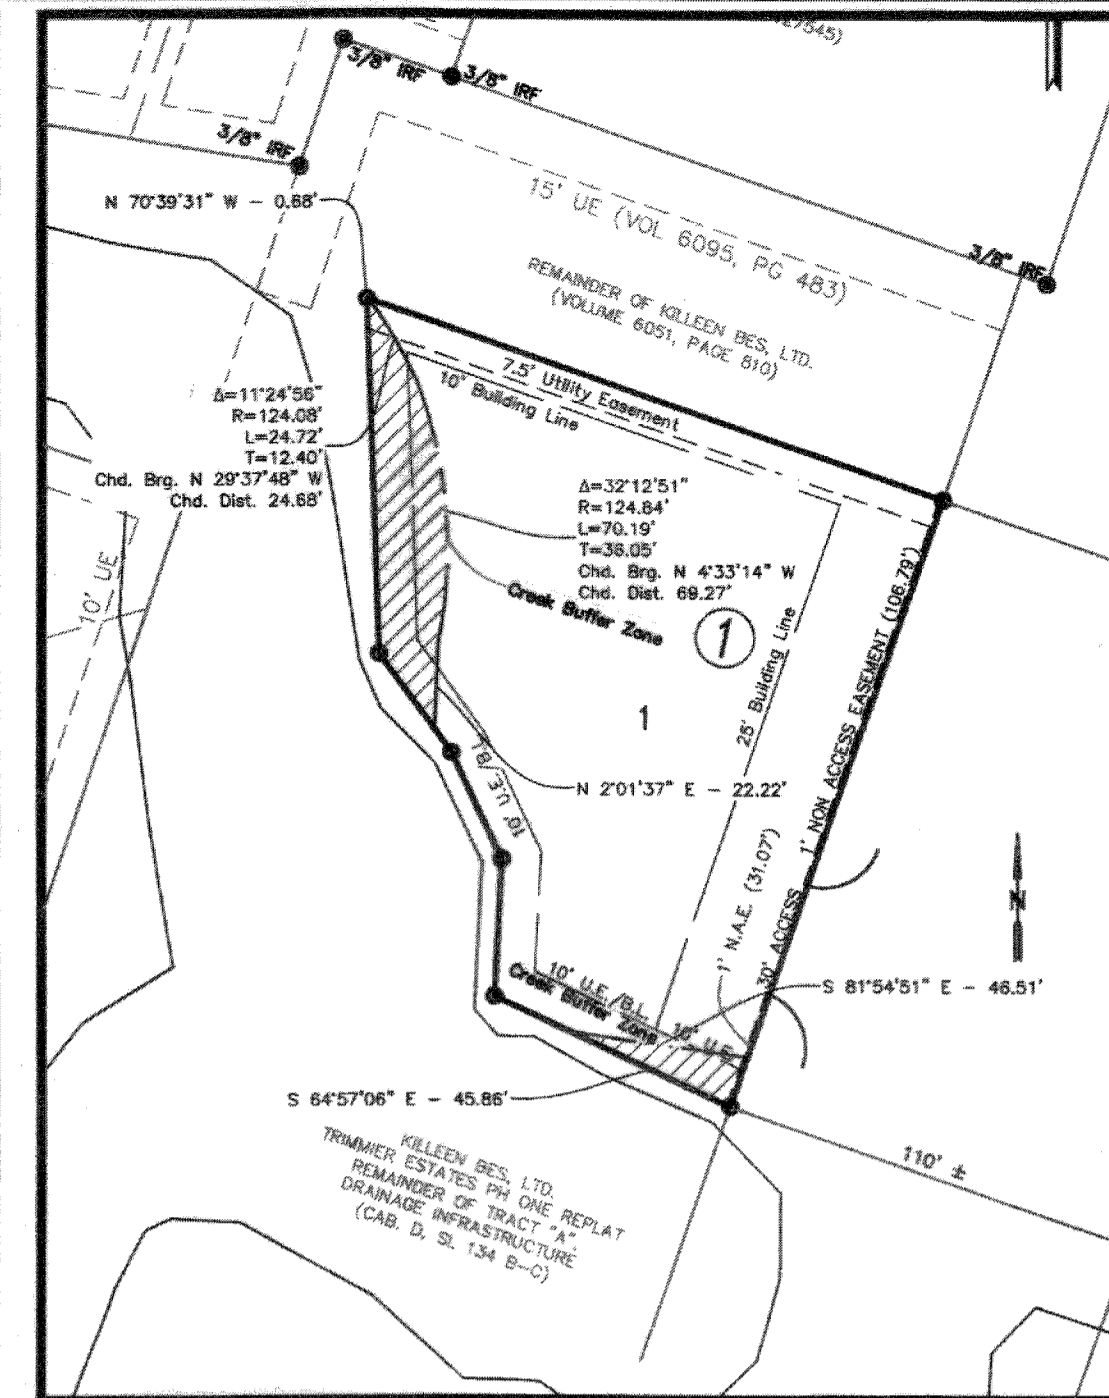 27545)
3/8" IRF
3/8" IRF
3/8" IRF
N 70°39'31" W - 0.68'
15' UE (VOL 6095, PG 483)
3/8" IRF
REMAINDER OF KILLEEN BES, LTD.
(VOLUME 6051, PAGE 810)
7.5' Utility Easement
10' Building Line
Δ=11°24'56"
R=124.08'
L=24.72'
T=12.40'
Chd. Brg. N 29°37'48" W
Chd. Dist. 24.68'
Δ=32°12'51"
R=124.84'
L=70.19'
T=36.05'
Chd. Brg. N 4°33'14" W
Chd. Dist. 69.27'
Creek Buffer Zone
1
1
10' UE
25' Building Line
1' NON ACCESS EASEMENT (106.79')
10' U.E./BL
N 2°01'37" E - 22.22'
1' N.A.E. (31.07')
30' ACCESS
N
10' U.E./B.L.
Creek Buffer Zone
10' U.E.
S 81°54'51" E - 46.51'
S 64°57'06" E - 45.86'
110' ±
KILLEEN BES, LTD.
TRIMMIER ESTATES PH ONE REPLAT
REMAINDER OF TRACT "A",
DRAINAGE INFRASTRUCTURE
(CAB. D, SL 134 B-C)